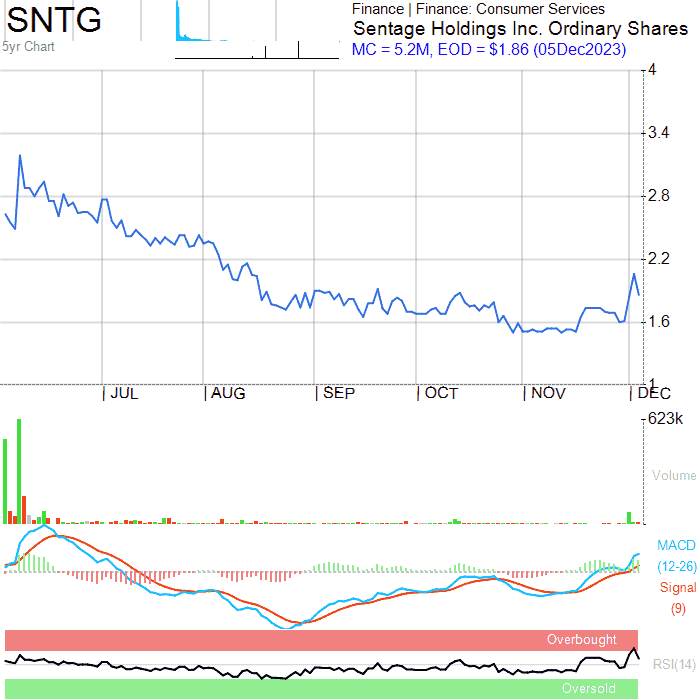 SNTG
5yr Chart
Finance | Finance: Consumer Services
Sentage Holdings Inc. Ordinary Shares
MC = 5.2M, EOD = $1.86 (05Dec2023)
4
3.4
2.8
2.2
1.6
1
| JUL | AUG | SEP | OCT | NOV | DEC
623k
Volume
MACD
(12-26)
Signal
(9)
Overbought
RSI(14)
Oversold